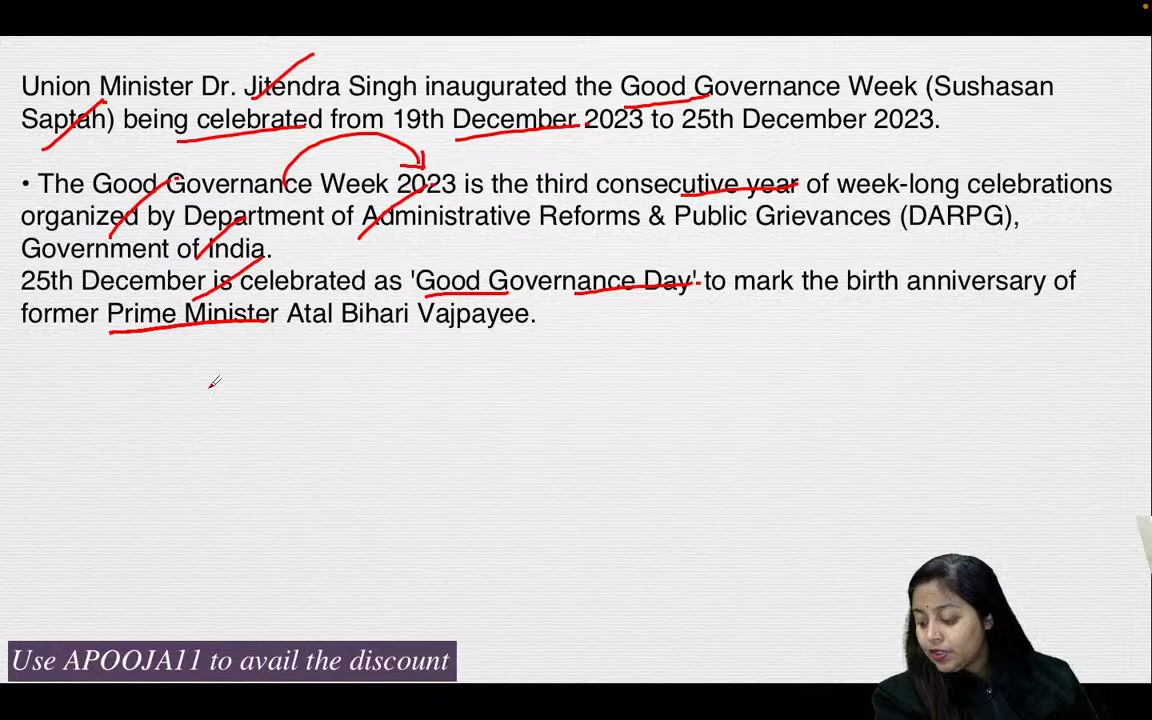 Union Minister Dr. Jitendra Singh inaugurated the Good Governance Week (Sushasan
Saptah) being celebrated from 19th December 2023 to 25th December 2023.
• The Good Governance Week 2023 is the third consecutive year of week-long celebrations
organized by Department of Administrative Reforms & Public Grievances (DARPG),
Government of India.
25th December is celebrated as 'Good Governance Day' to mark the birth anniversary of
former Prime Minister Atal Bihari Vajpayee.
Use APOOJA11 to avail the discount